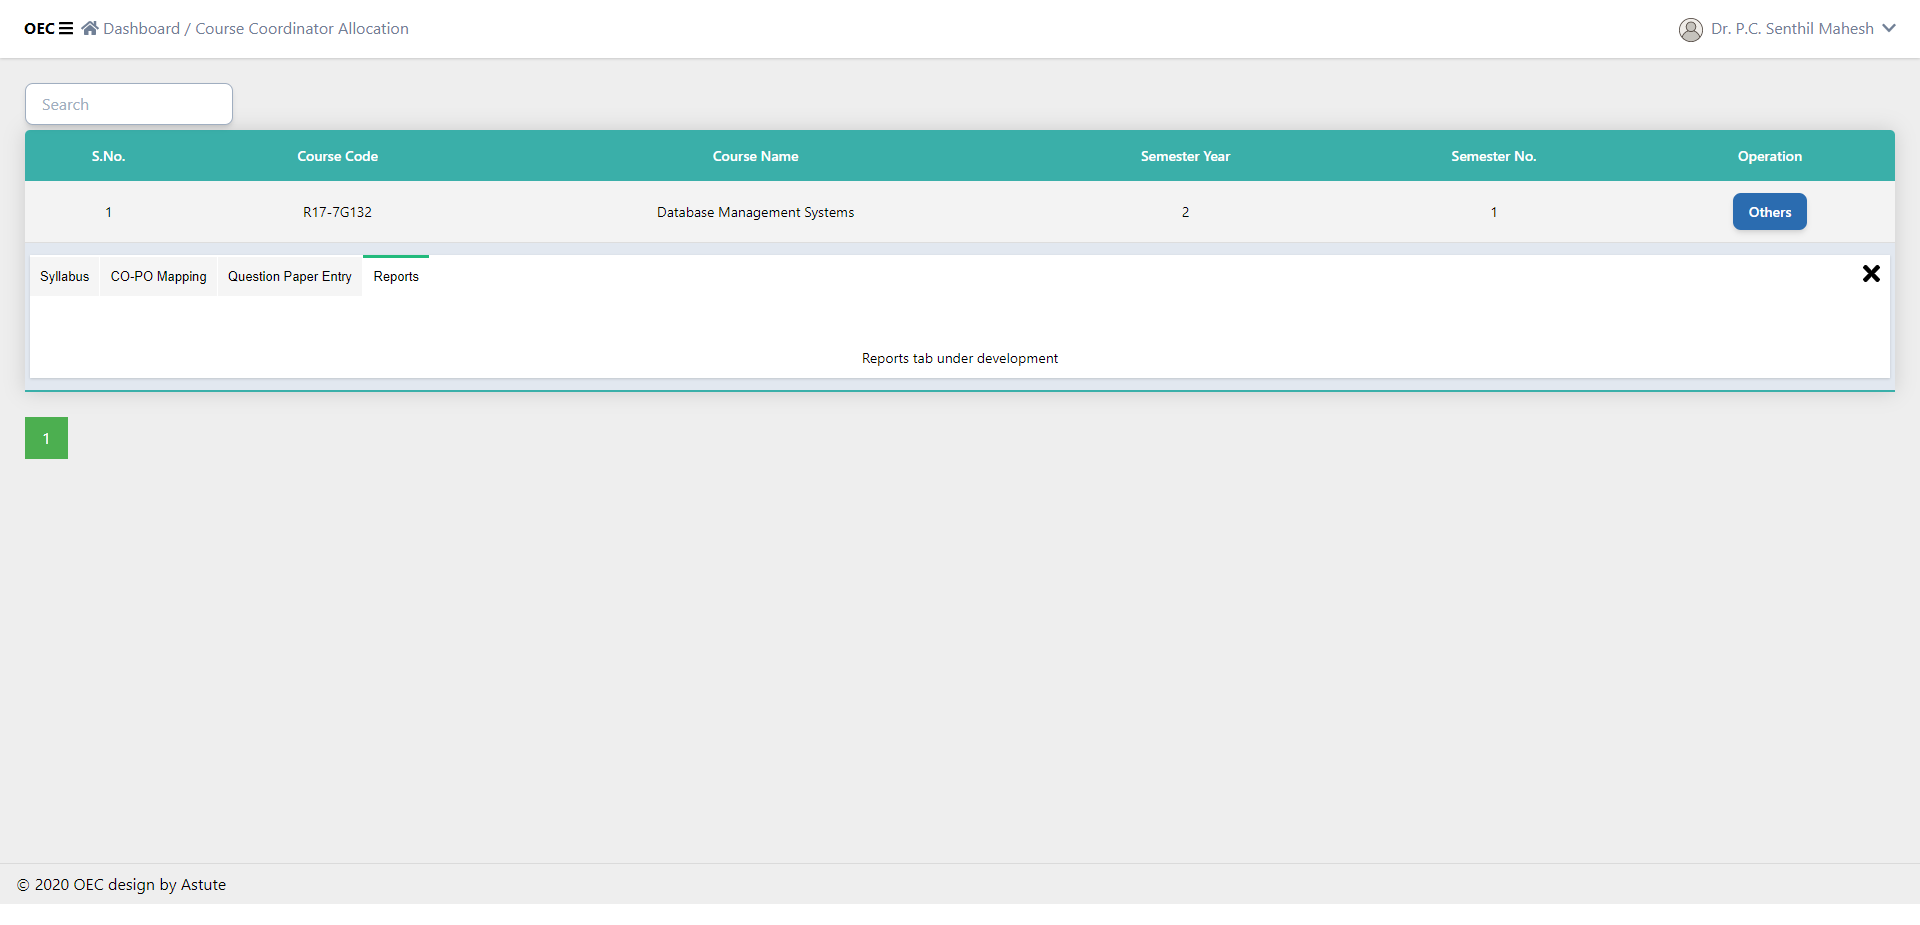 OEC Dashboard / Course Coordinator Allocation Dr. P.C. Senthil Mahesh
Search
S.No. Course Code Course Name Semester Year Semester No. Operation
1 R17-7G132 Database Management Systems 2 1 Others
Syllabus CO-PO Mapping Question Paper Entry Reports
Reports tab under development
1
© 2020 OEC design by Astute